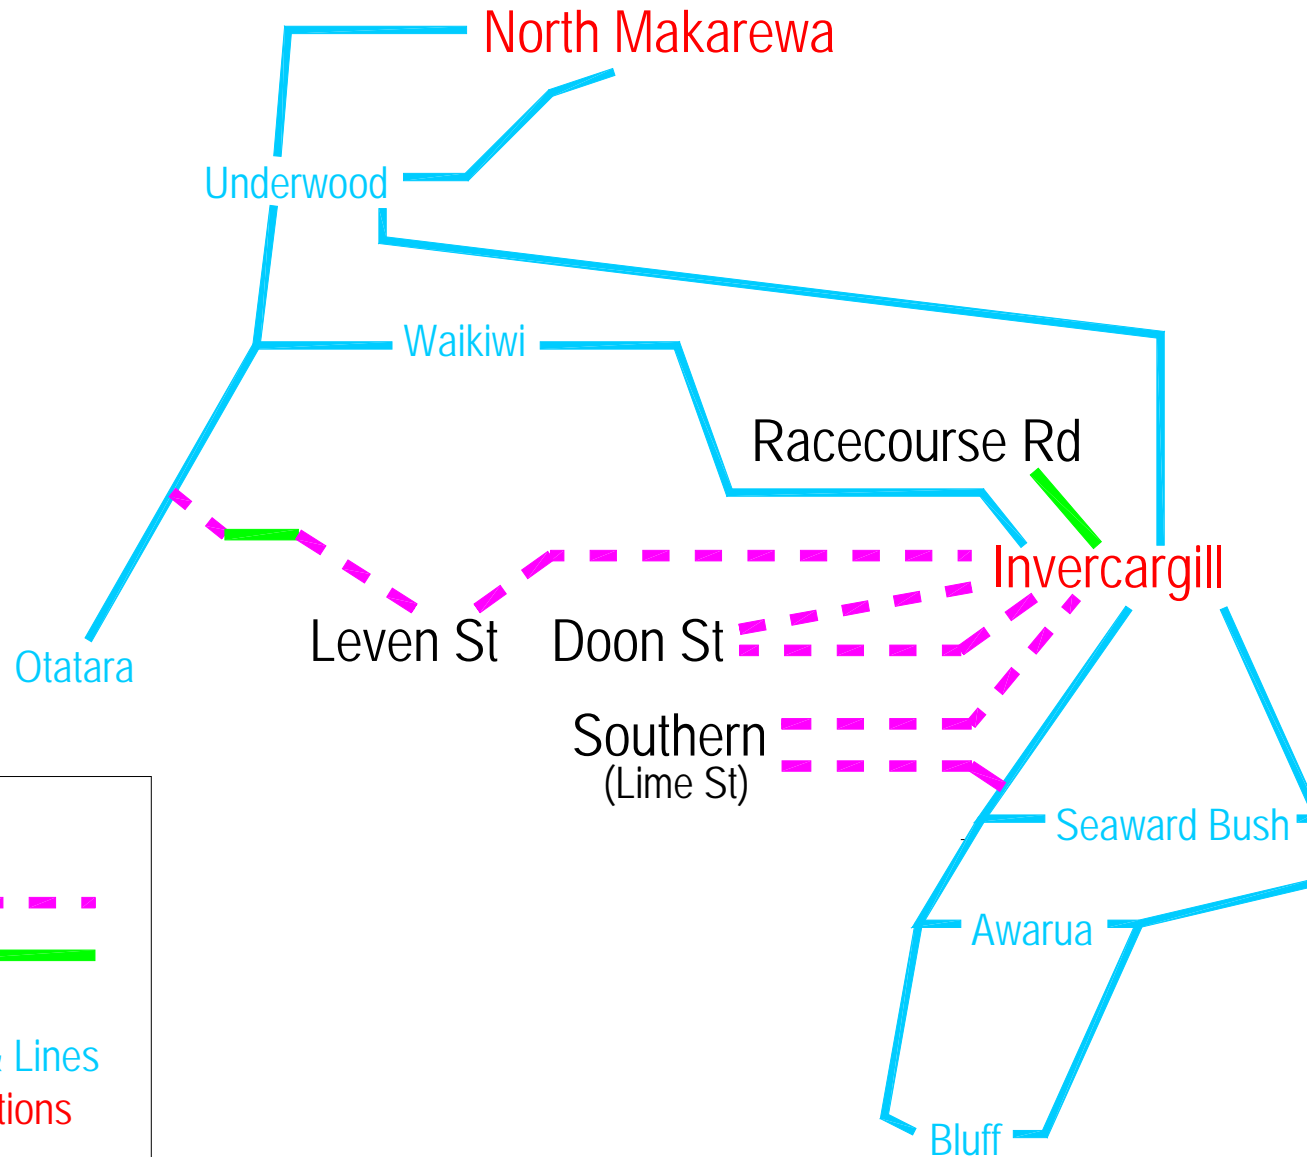 North Makarewa
Underwood
Waikiwi
Racecourse Rd
Invercargill
Leven St
Doon St
Otatara
Southern
(Lime St)
Seaward Bush
Awarua
Lines
Bluff